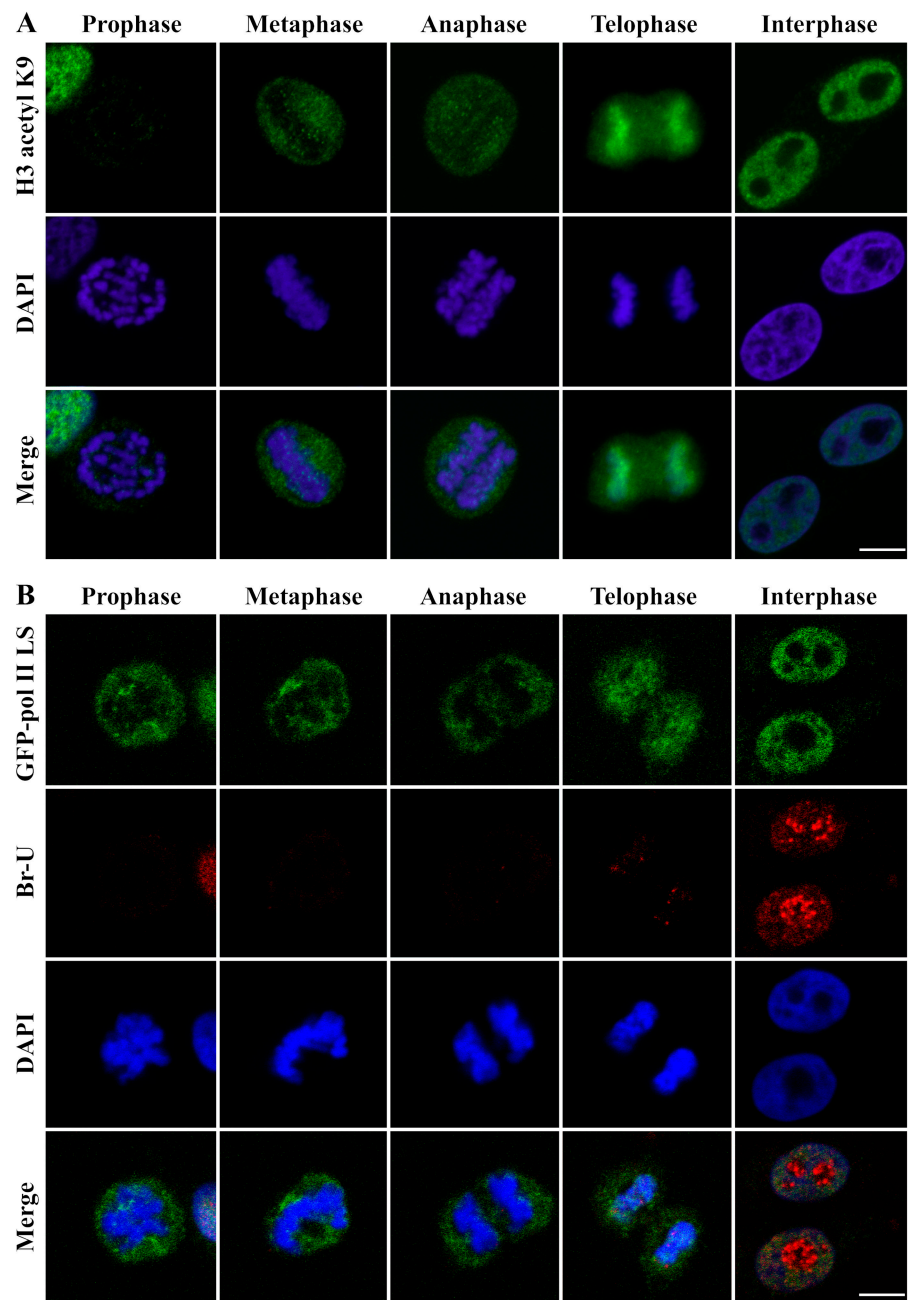 A
Prophase Metaphase Anaphase Telophase Interphase
H3 acetyl K9
DAPI
Merge
B
Prophase Metaphase Anaphase Telophase Interphase
GFP-pol II LS
Br-U
DAPI
Merge